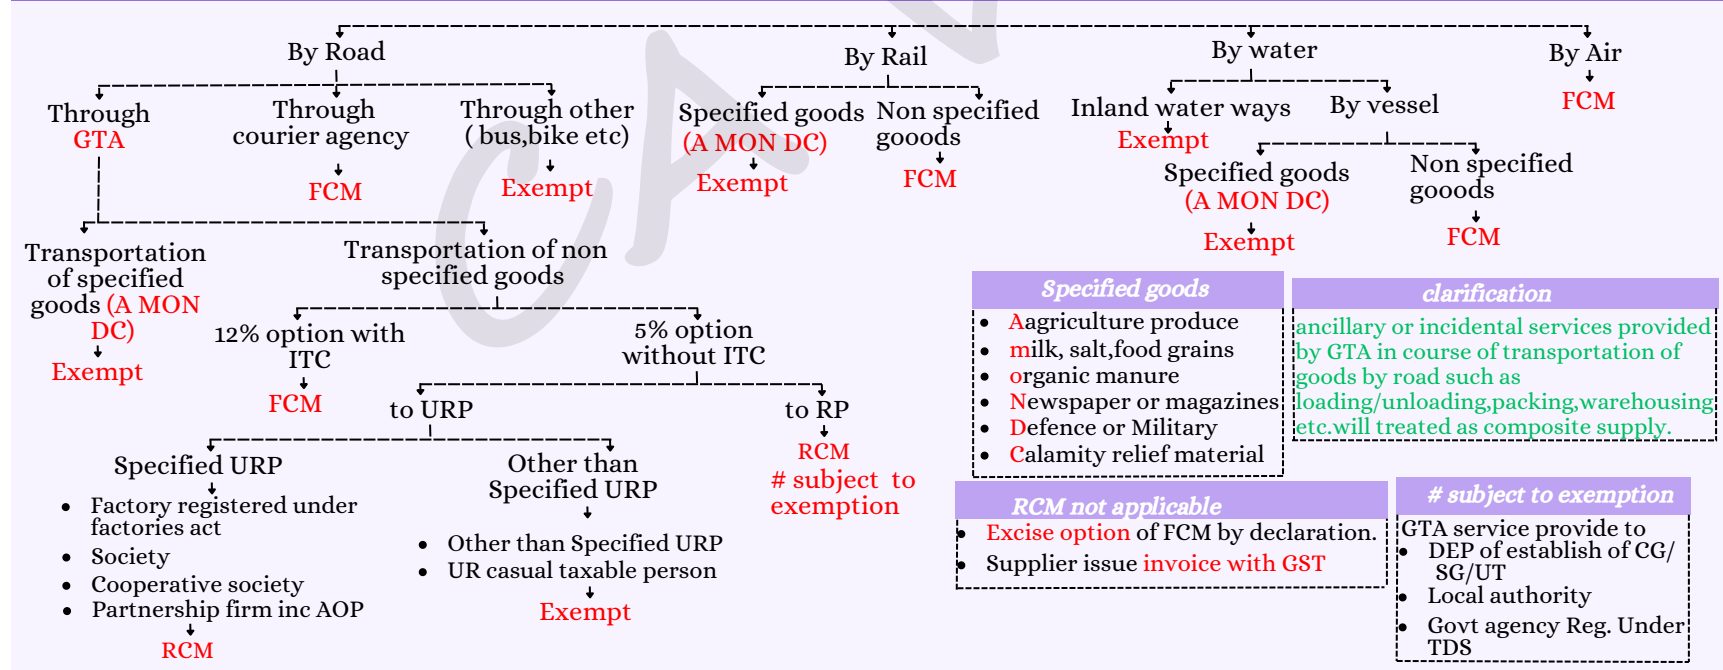 By Road
By Rail
By water
By Air
FCM
Through
GTA
Through
courier agency
FCM
Through other
( bus,bike etc)
Exempt
Specified goods
(A MON DC)
Exempt
Non specified
gooods
FCM
Inland water ways
Exempt
By vessel
Specified goods
(A MON DC)
Exempt
Non specified
gooods
FCM
Transportation
of specified
goods (A MON
DC)
Exempt
Transportation of non
specified goods
12% option with
ITC
FCM
5% option
without ITC
to URP
to RP
RCM
# subject to
exemption
Specified URP
• Factory registered under
factories act
• Society
• Cooperative society
• Partnership firm inc AOP
RCM
Other than
Specified URP
• Other than Specified URP
• UR casual taxable person
Exempt
Specified goods
• Aagriculture produce
• milk, salt,food grains
• organic manure
• Newspaper or magazines
• Defence or Military
• Calamity relief material
clarification
ancillary or incidental services provided
by GTA in course of transportation of
goods by road such as
loading/unloading,packing,warehousing
etc.will treated as composite supply.
RCM not applicable
• Excise option of FCM by declaration.
• Supplier issue invoice with GST
# subject to exemption
GTA service provide to
• DEP of establish of CG/
SG/UT
• Local authority
• Govt agency Reg. Under
TDS
CA